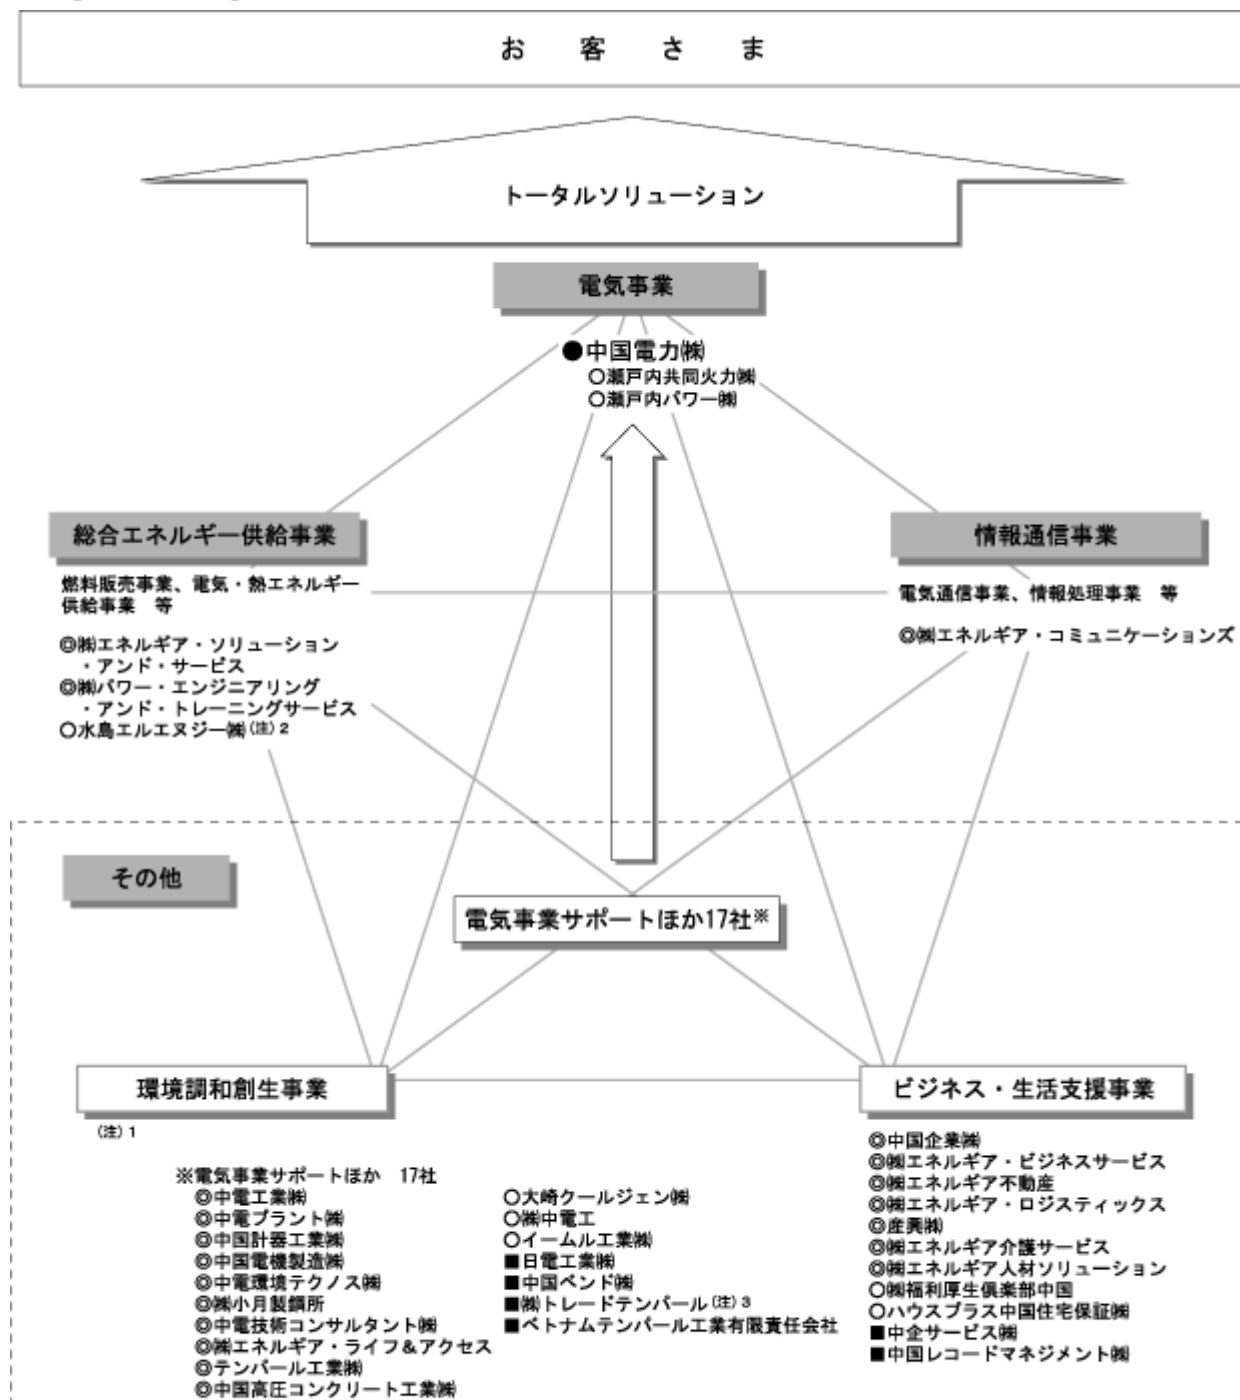 お客さま
トータルソリューション
電気事業
●中国電力㈱
○瀬戸内共同火力㈱
○瀬戸内パワー㈱
総合エネルギー供給事業
燃料販売事業、電気・熱エネルギー
供給事業　等
◎㈱エネルギア・ソリューション
・アンド・サービス
◎㈱パワー・エンジニアリング
・アンド・トレーニングサービス
○水島エルエヌジー㈱(注)2
情報通信事業
電気通信事業、情報処理事業　等
◎㈱エネルギア・コミュニケーションズ
その他
電気事業サポートほか17社※
環境調和創生事業
(注)1
ビジネス・生活支援事業
◎中国企業㈱
◎㈱エネルギア・ビジネスサービス
◎㈱エネルギア不動産
◎㈱エネルギア・ロジスティックス
◎産興㈱
◎㈱エネルギア介護サービス
◎㈱エネルギア人材ソリューション
○㈱福利厚生倶楽部中国
○ハウスプラス中国住宅保証㈱
■中企サービス㈱
■中国レコードマネジメント㈱
※電気事業サポートほか　17社
◎中電工業㈱
◎中電プラント㈱
◎中国計器工業㈱
◎中国電機製造㈱
◎中電環境テクノス㈱
◎㈱小月製鋼所
◎中電技術コンサルタント㈱
◎㈱エネルギア・ライフ＆アクセス
◎テンパール工業㈱
◎中国高圧コンクリート工業㈱
○大崎クールジェン㈱
○㈱中電工
○イームル工業㈱
■日電工業㈱
■中国ペンド㈱
■㈱トレードテンパール(注)3
■ベトナムテンパール工業有限責任会社